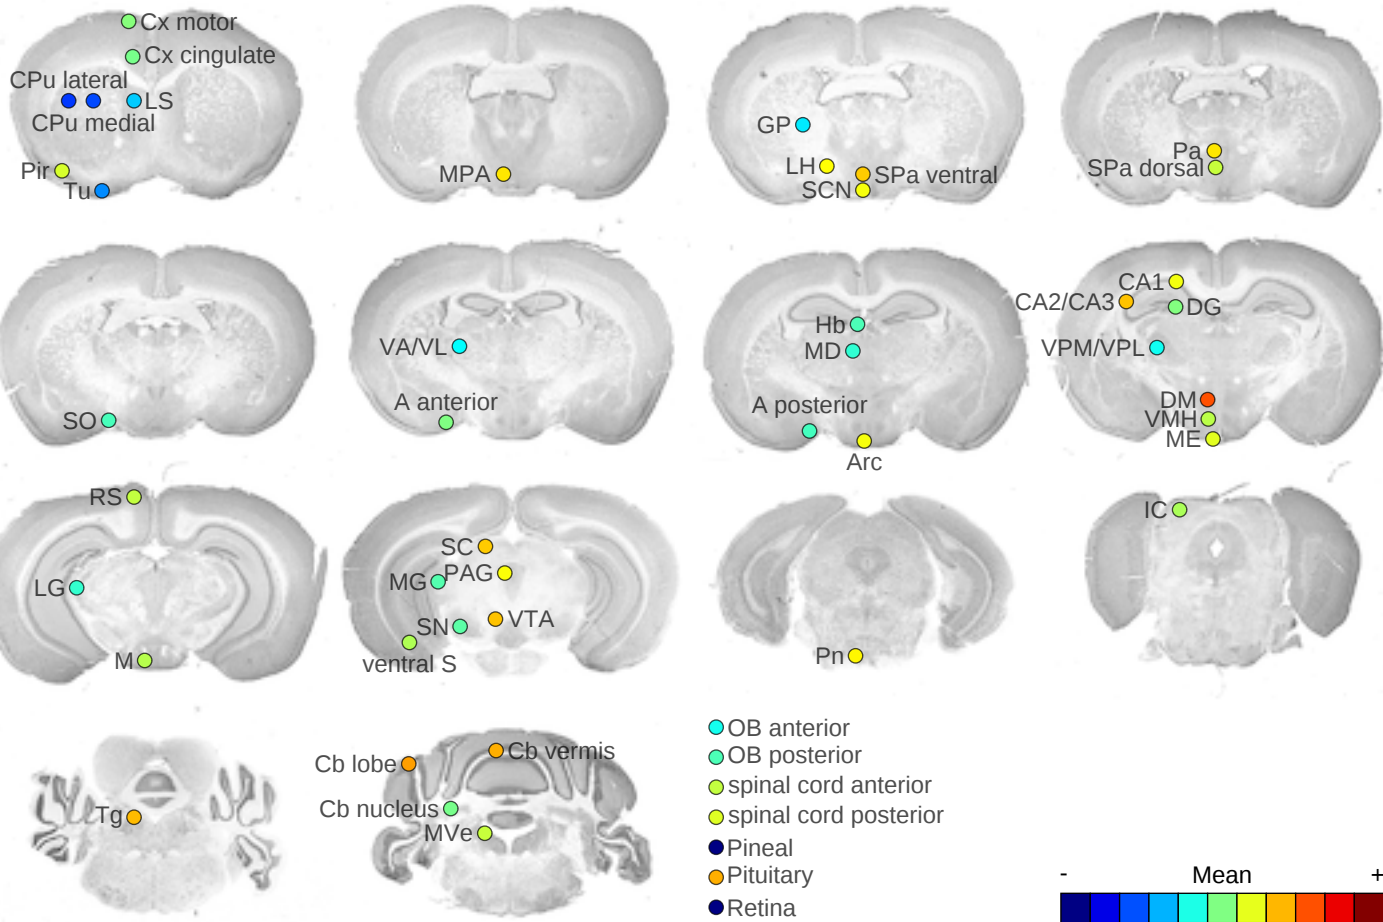 Cx motor
Cx cingulate
CPu lateral
LS
CPu medial
Pir
Tu
MPA
GP
LH
SPa ventral
SCN
Pa
SPa dorsal
SO
VA/VL
A anterior
Hb
MD
A posterior
Arc
CA1
CA2/CA3
DG
VPM/VPL
DM
VMH
ME
RS
LG
M
SC
MG
PAG
SN
VTA
ventral S
Pn
IC
Tg
Cb lobe
Cb vermis
Cb nucleus
MVe
OB anterior
OB posterior
spinal cord anterior
spinal cord posterior
Pineal
Pituitary
Retina
- Mean +